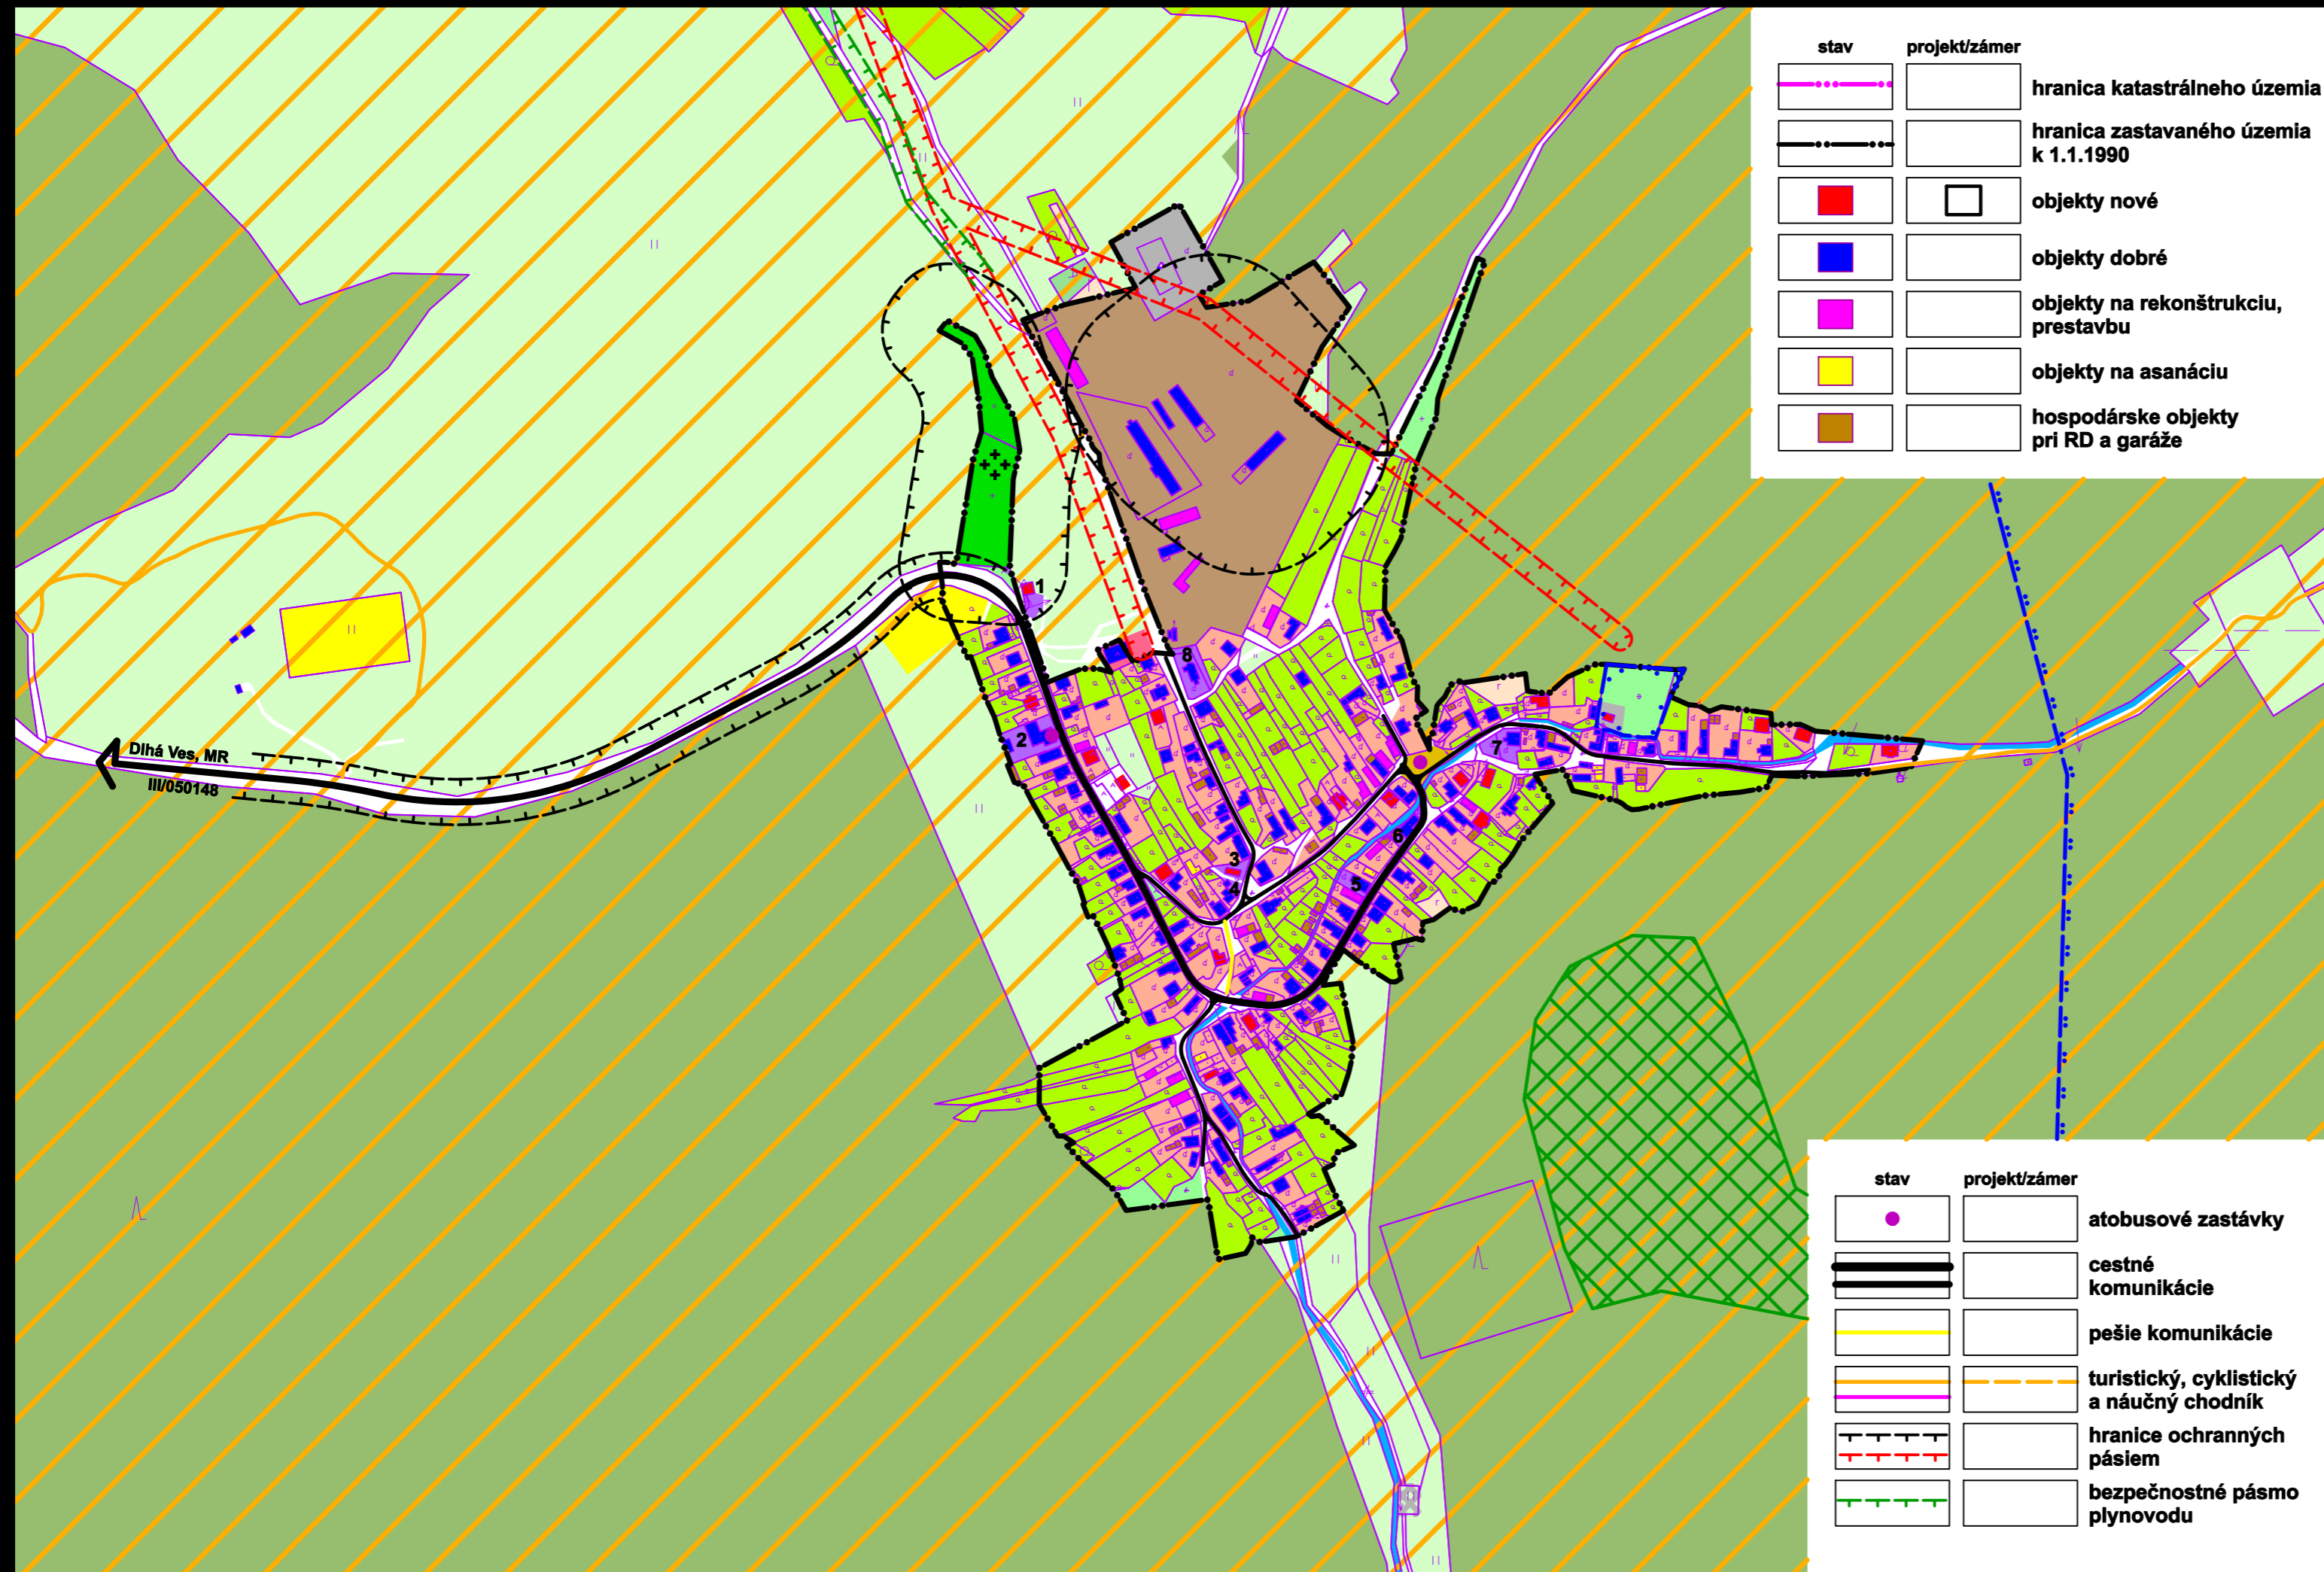 stav projekt/zámer
hranica katastrálneho územia
hranica zastavaného územia
k 1.1.1990
objekty nové
objekty dobré
objekty na rekonštrukciu,
prestavbu
objekty na asanáciu
hospodárske objekty
pri RD a garáže
1
8
2
7
Dlhá Ves, MR
III/050148
6
3
4
5
stav projekt/zámer
atobusové zastávky
cestné
komunikácie
pešie komunikácie
turistický, cyklistický
a náučný chodník
hranice ochranných
pásiem
bezpečnostné pásmo
plynovodu